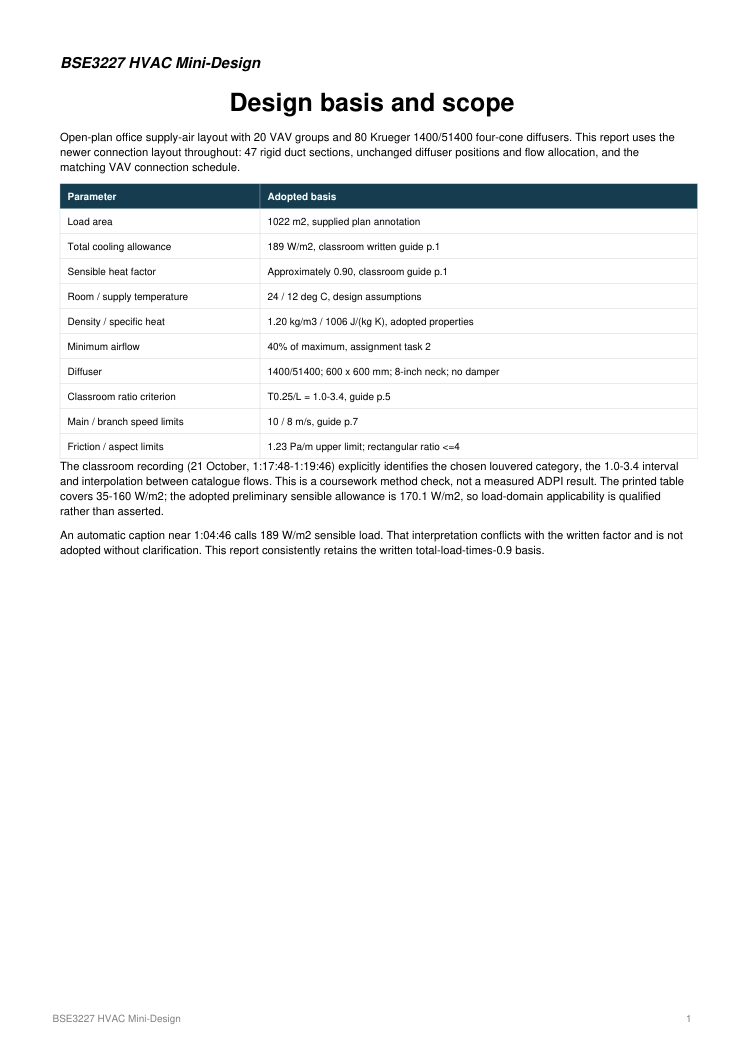 BSE3227 HVAC Mini-Design
Design basis and scope
Open-plan office supply-air layout with 20 VAV groups and 80 Krueger 1400/51400 four-cone diffusers. This report uses the
newer connection layout throughout: 47 rigid duct sections, unchanged diffuser positions and flow allocation, and the
matching VAV connection schedule.
Parameter Adopted basis
Load area 1022 m2, supplied plan annotation
Total cooling allowance 189 W/m2, classroom written guide p.1
Sensible heat factor Approximately 0.90, classroom guide p.1
Room / supply temperature 24 / 12 deg C, design assumptions
Density / specific heat 1.20 kg/m3 / 1006 J/(kg K), adopted properties
Minimum airflow 40% of maximum, assignment task 2
Diffuser 1400/51400; 600 x 600 mm; 8-inch neck; no damper
Classroom ratio criterion T0.25/L = 1.0-3.4, guide p.5
Main / branch speed limits 10 / 8 m/s, guide p.7
Friction / aspect limits 1.23 Pa/m upper limit; rectangular ratio <=4
The classroom recording (21 October, 1:17:48-1:19:46) explicitly identifies the chosen louvered category, the 1.0-3.4 interval
and interpolation between catalogue flows. This is a coursework method check, not a measured ADPI result. The printed table
covers 35-160 W/m2; the adopted preliminary sensible allowance is 170.1 W/m2, so load-domain applicability is qualified
rather than asserted.
An automatic caption near 1:04:46 calls 189 W/m2 sensible load. That interpretation conflicts with the written factor and is not
adopted without clarification. This report consistently retains the written total-load-times-0.9 basis.
BSE3227 HVAC Mini-Design 1